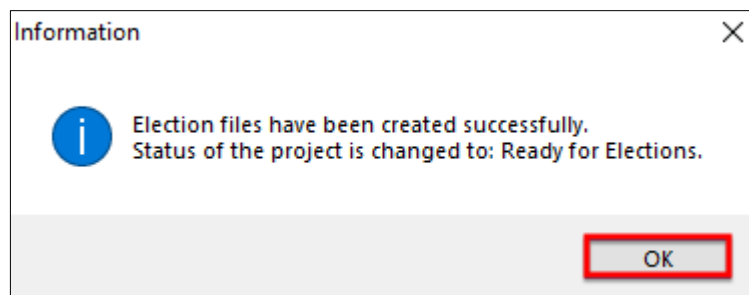 Information
Election files have been created successfully.
Status of the project is changed to: Ready for Elections.
OK